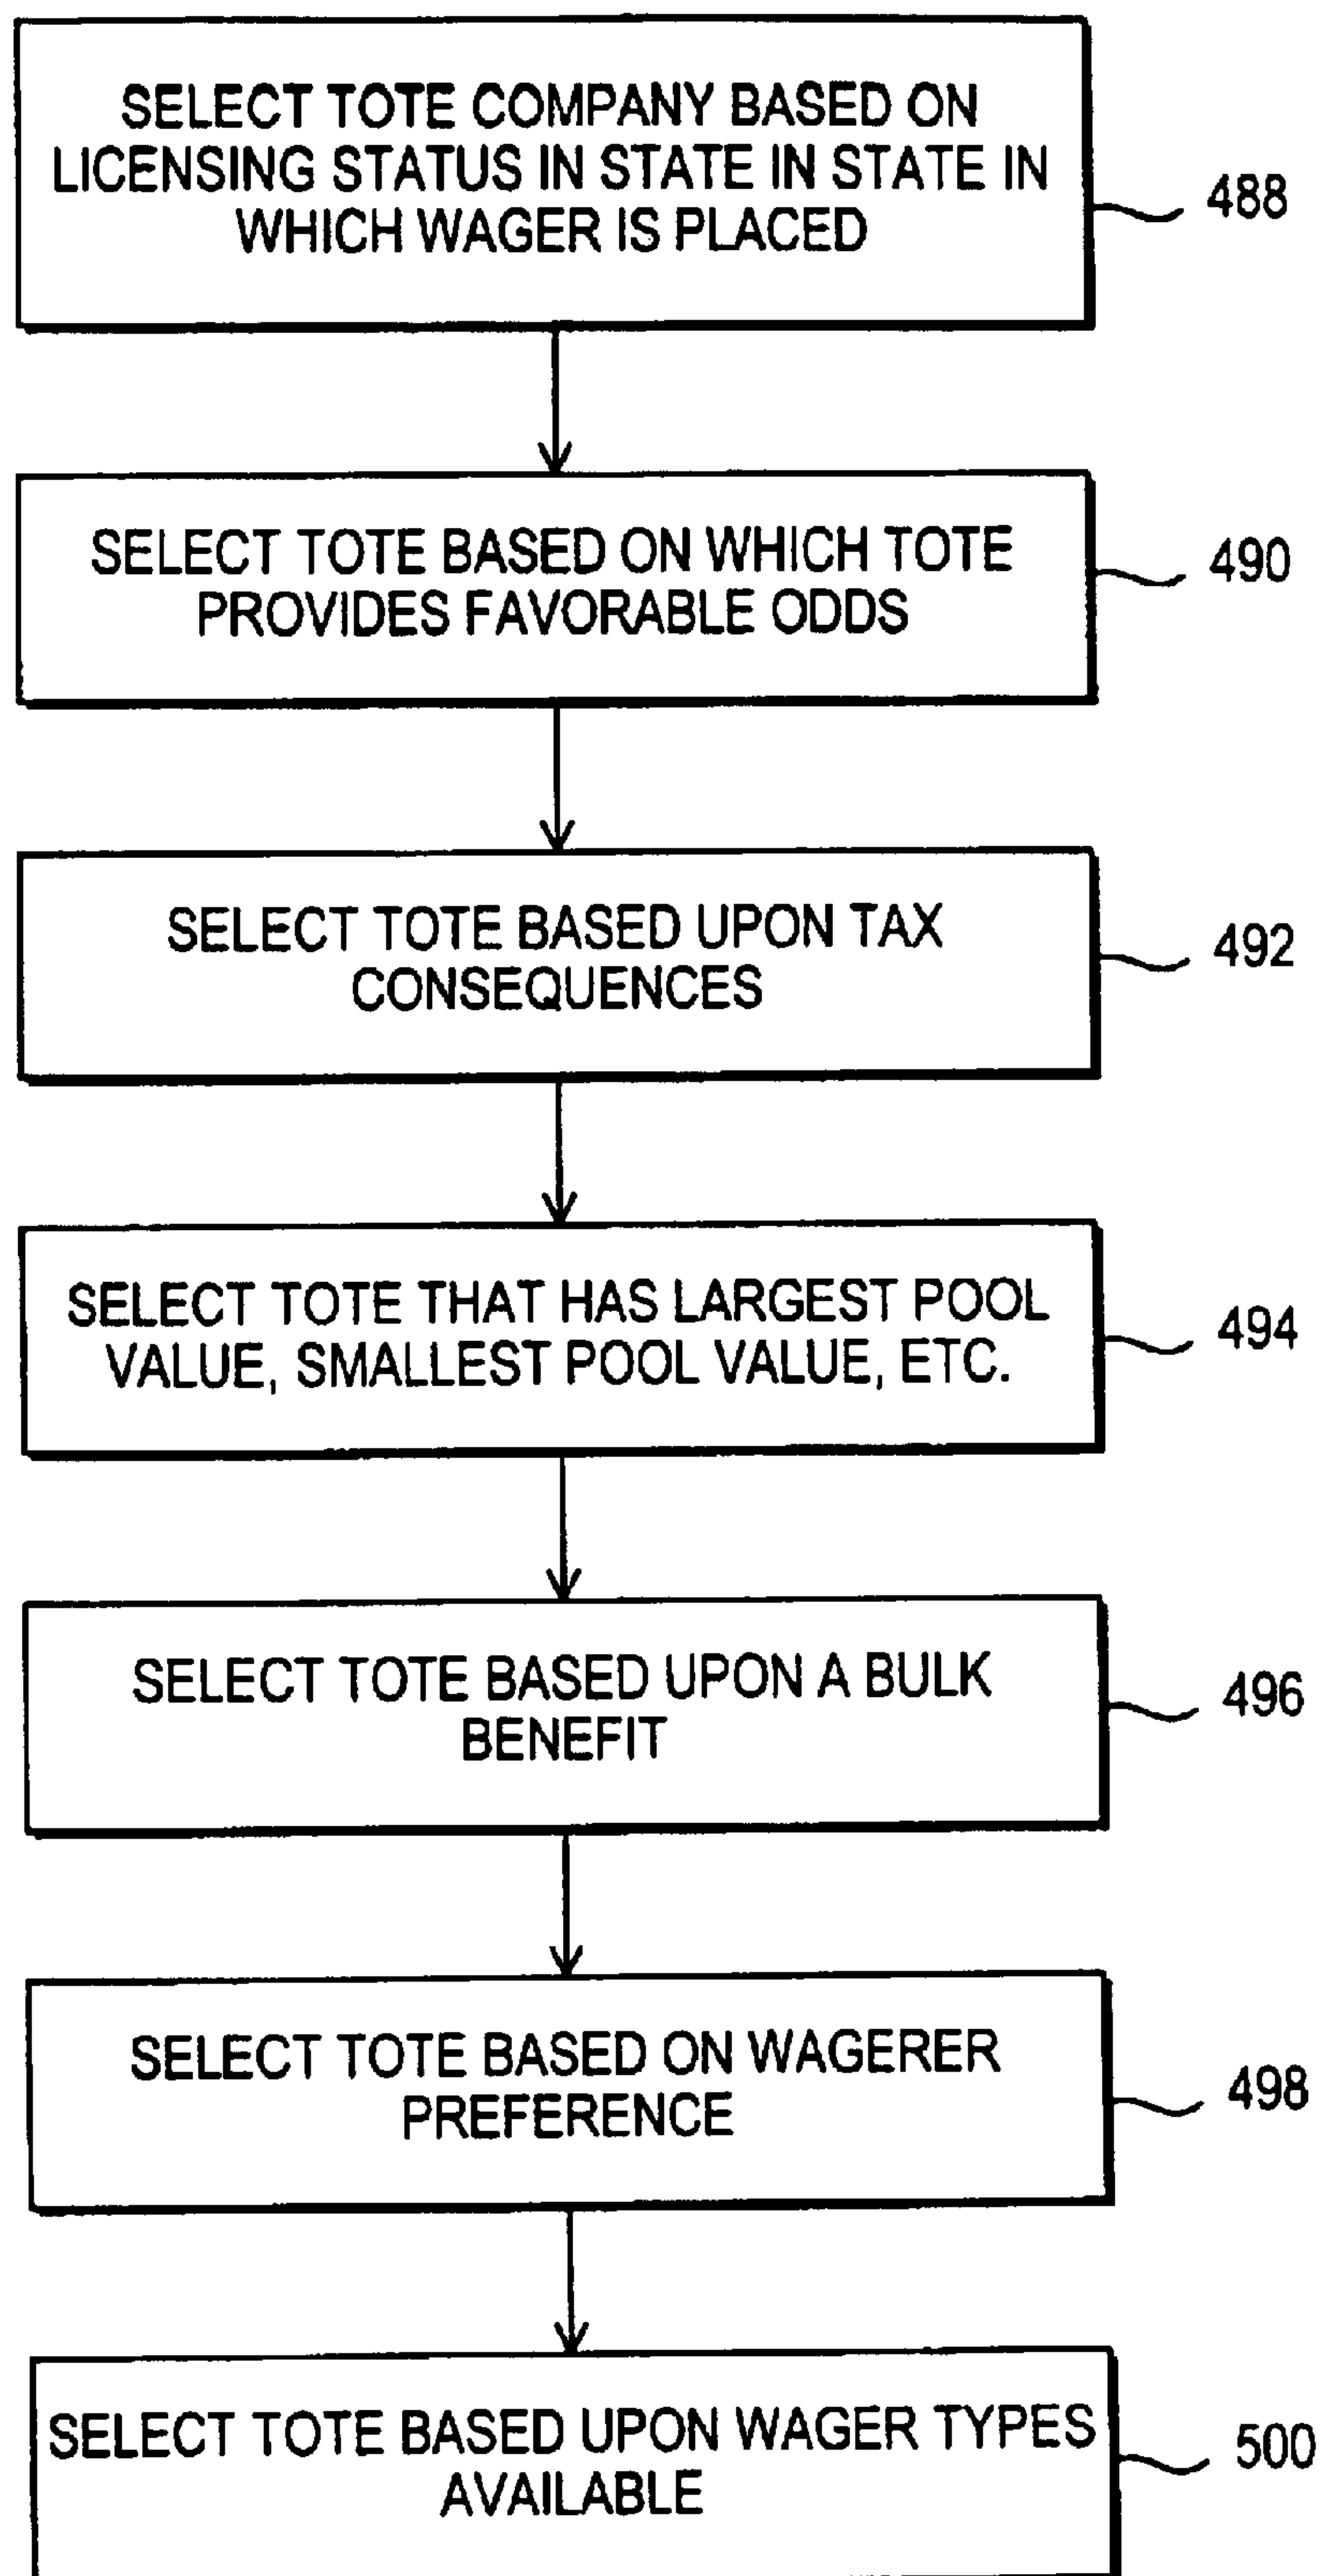 SELECT TOTE COMPANY BASED ON
LICENSING STATUS IN STATE IN STATE IN
WHICH WAGER IS PLACED
488
SELECT TOTE BASED ON WHICH TOTE
PROVIDES FAVORABLE ODDS
490
SELECT TOTE BASED UPON TAX
CONSEQUENCES
492
SELECT TOTE THAT HAS LARGEST POOL
VALUE, SMALLEST POOL VALUE, ETC.
494
SELECT TOTE BASED UPON A BULK
BENEFIT
496
SELECT TOTE BASED ON WAGERER
PREFERENCE
498
SELECT TOTE BASED UPON WAGER TYPES
AVAILABLE
500